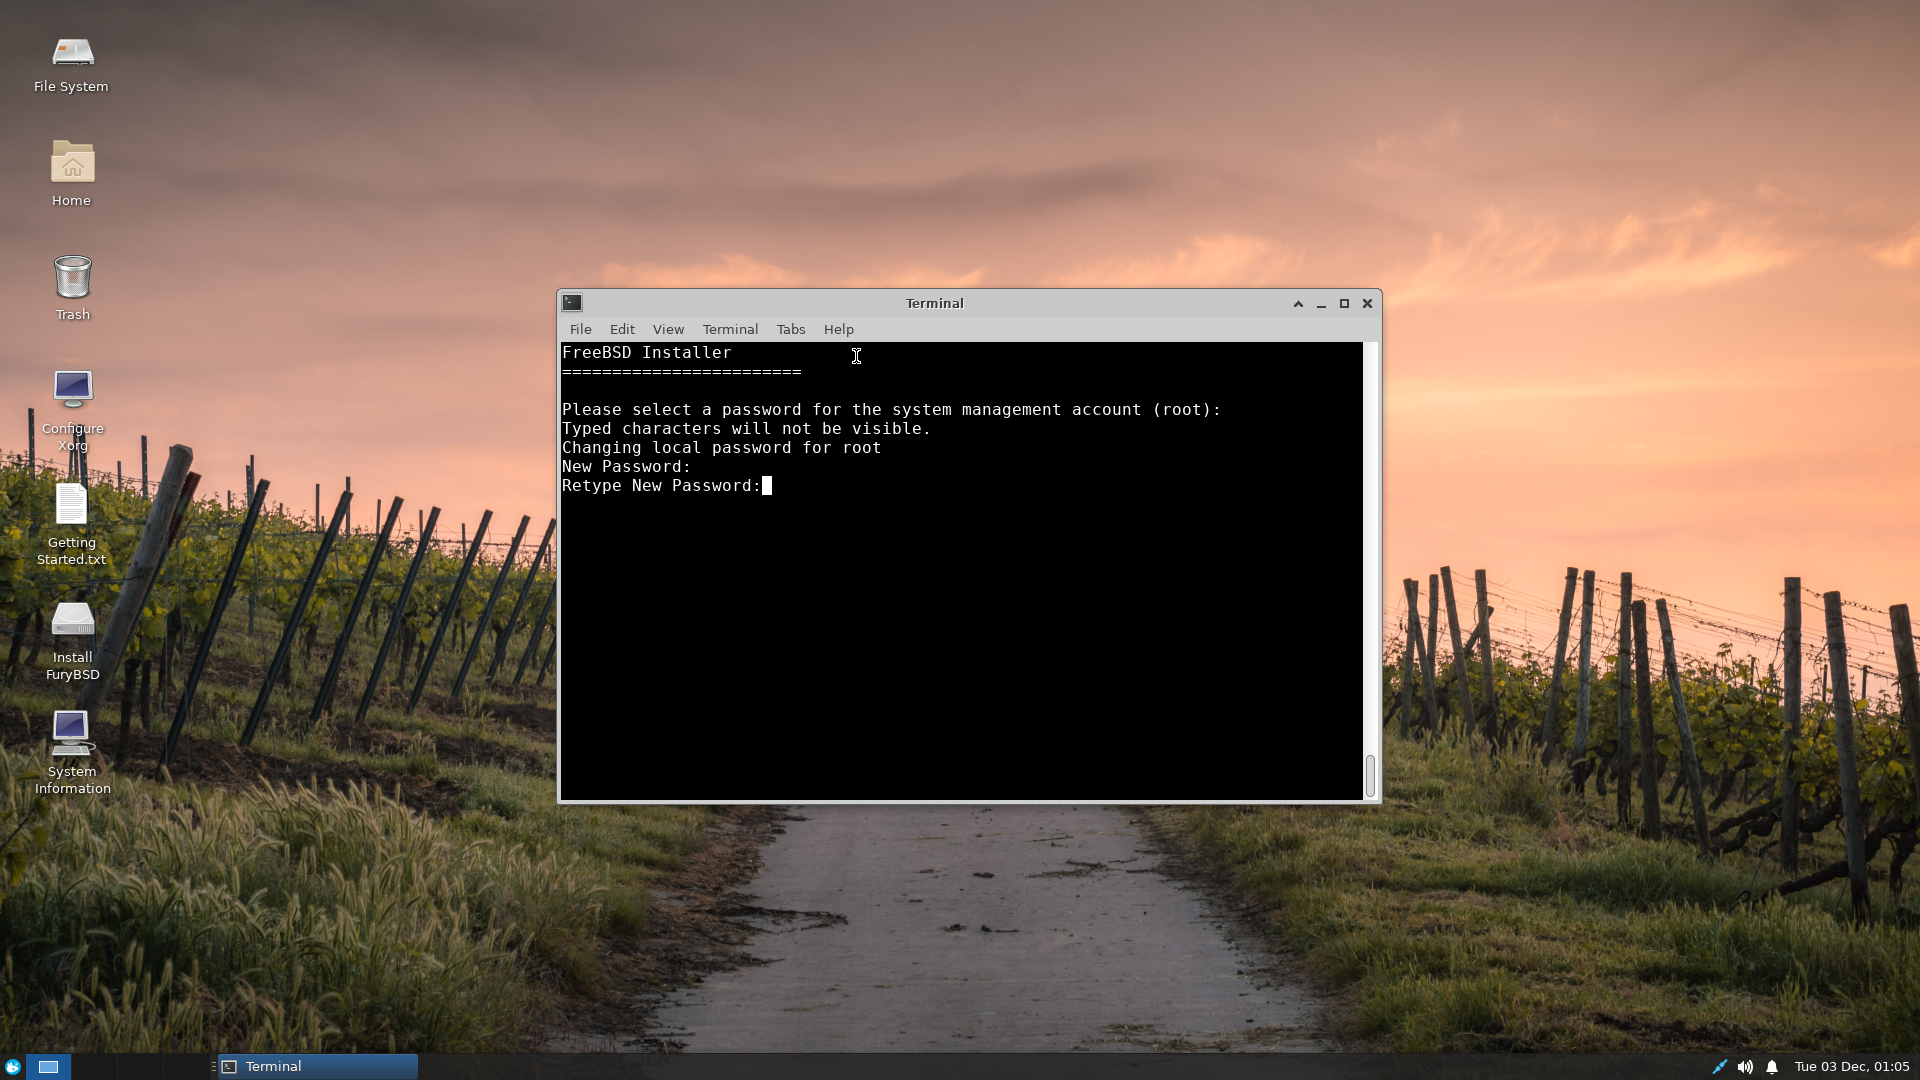 File System
Home
Trash
Configure
Xorg
Getting
Started.txt
Install
FuryBSD
System
Information
Terminal
File Edit View Terminal Tabs Help
FreeBSD Installer
========================
Please select a password for the system management account (root):
Typed characters will not be visible.
Changing local password for root
New Password:
Retype New Password:
Terminal
Tue 03 Dec, 01:05